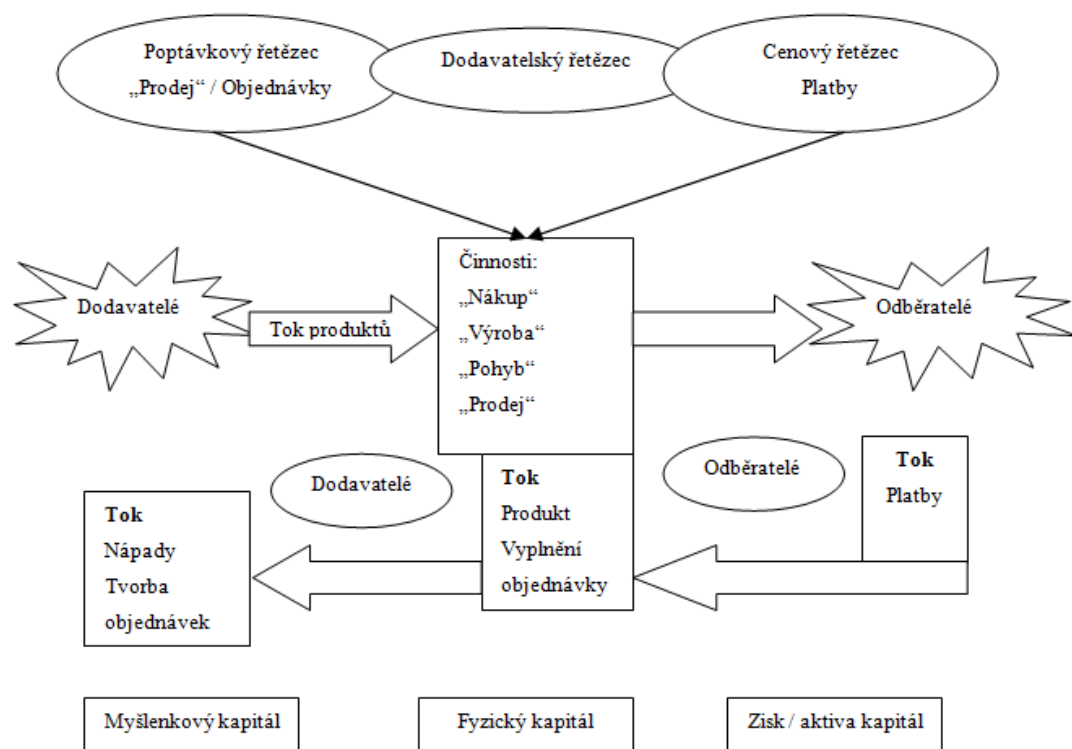 Poptávkový řetězec
„Prodej“ / Objednávky
Dodavatelský řetězec
Cenový řetězec
Platby
Dodavatelé
Tok produktů
Činnosti:
„Nákup“
„Výroba“
„Pohyb“
„Prodej“
Odběratelé
Tok
Nápady
Tvorba
objednávek
Dodavatelé
Tok
Produkt
Vyplnění
objednávky
Odběratelé
Tok
Platby
Myšlenkový kapitál
Fyzický kapitál
Zisk / aktiva kapitál